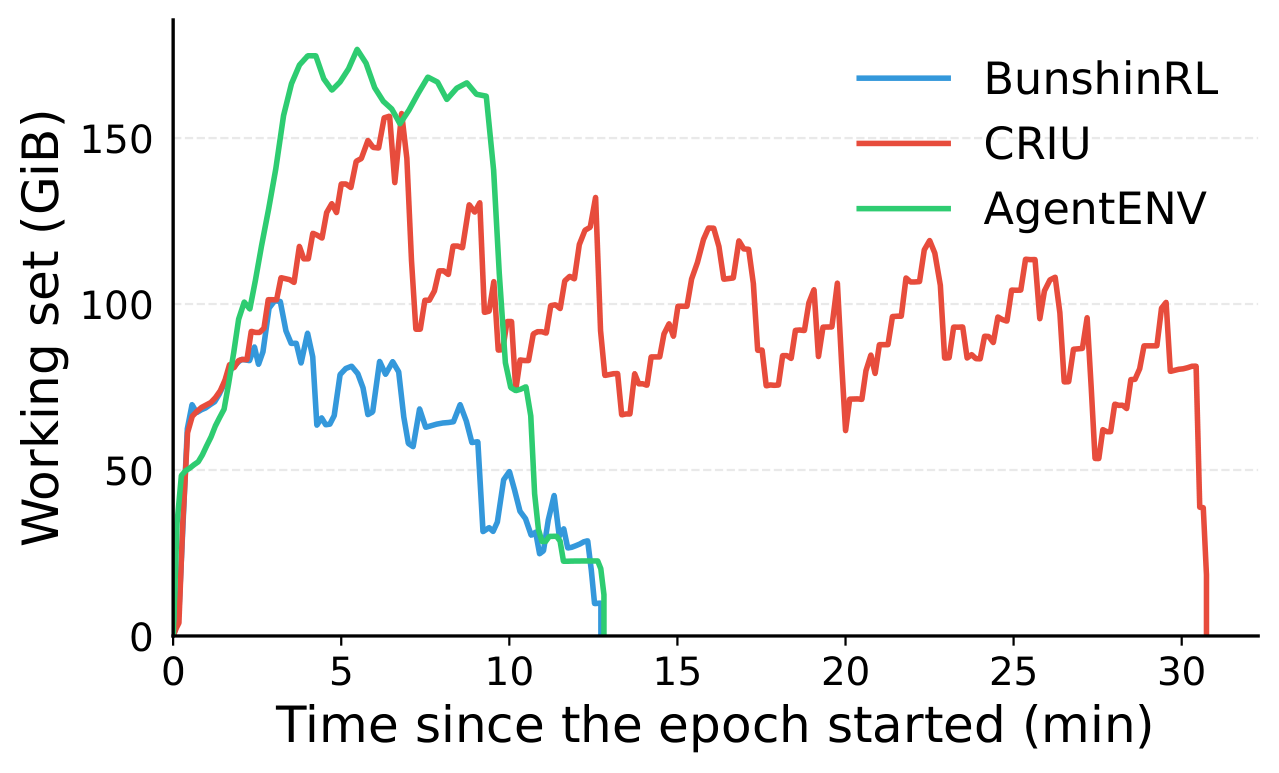 BunshinRL
CRIU
AgentENV
Working set (GiB)
150
100
50
0
0 5 10 15 20 25 30
Time since the epoch started (min)